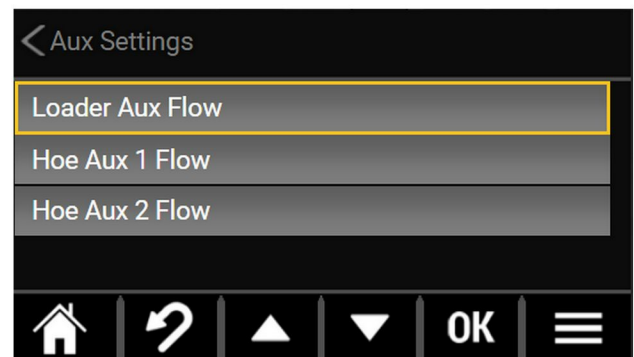 Aux Settings
Loader Aux Flow
Hoe Aux 1 Flow
Hoe Aux 2 Flow
OK